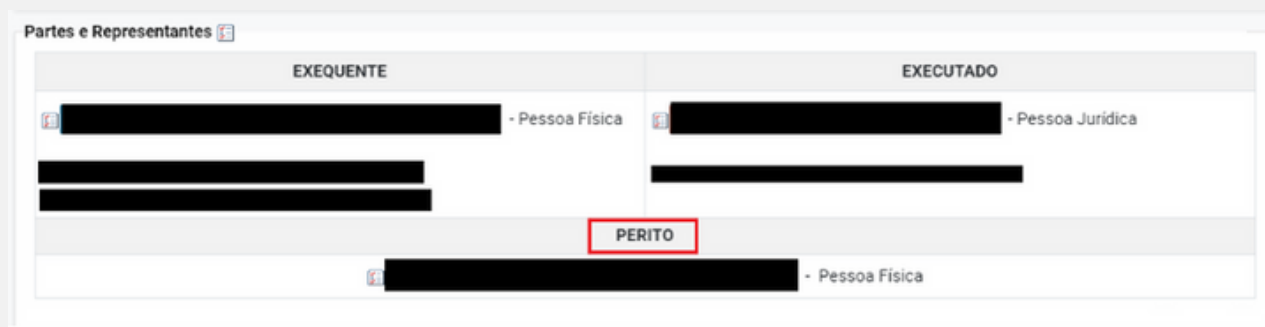 Partes e Representantes
EXEQUENTE
EXECUTADO
- Pessoa Física
- Pessoa Jurídica
PERITO
- Pessoa Física